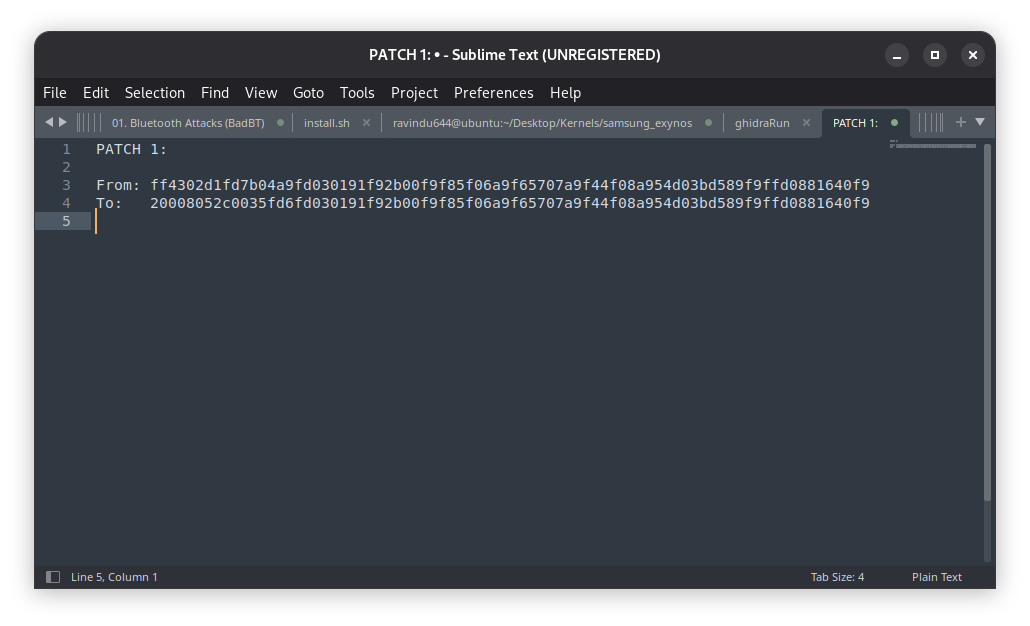 PATCH 1: • - Sublime Text (UNREGISTERED)
File Edit Selection Find View Goto Tools Project Preferences Help
01. Bluetooth Attacks (BadBT) install.sh ravindu644@ubuntu:~/Desktop/Kernels/samsung_exynos ghidraRun PATCH 1:
1 PATCH 1:
2
3 From: ff4302d1fd7b04a9fd030191f92b00f9f85f06a9f65707a9f44f08a954d03bd589f9ffd0881640f9
4 To: 20008052c0035fd6fd030191f92b00f9f85f06a9f65707a9f44f08a954d03bd589f9ffd0881640f9
5
Line 5, Column 1 Tab Size: 4 Plain Text